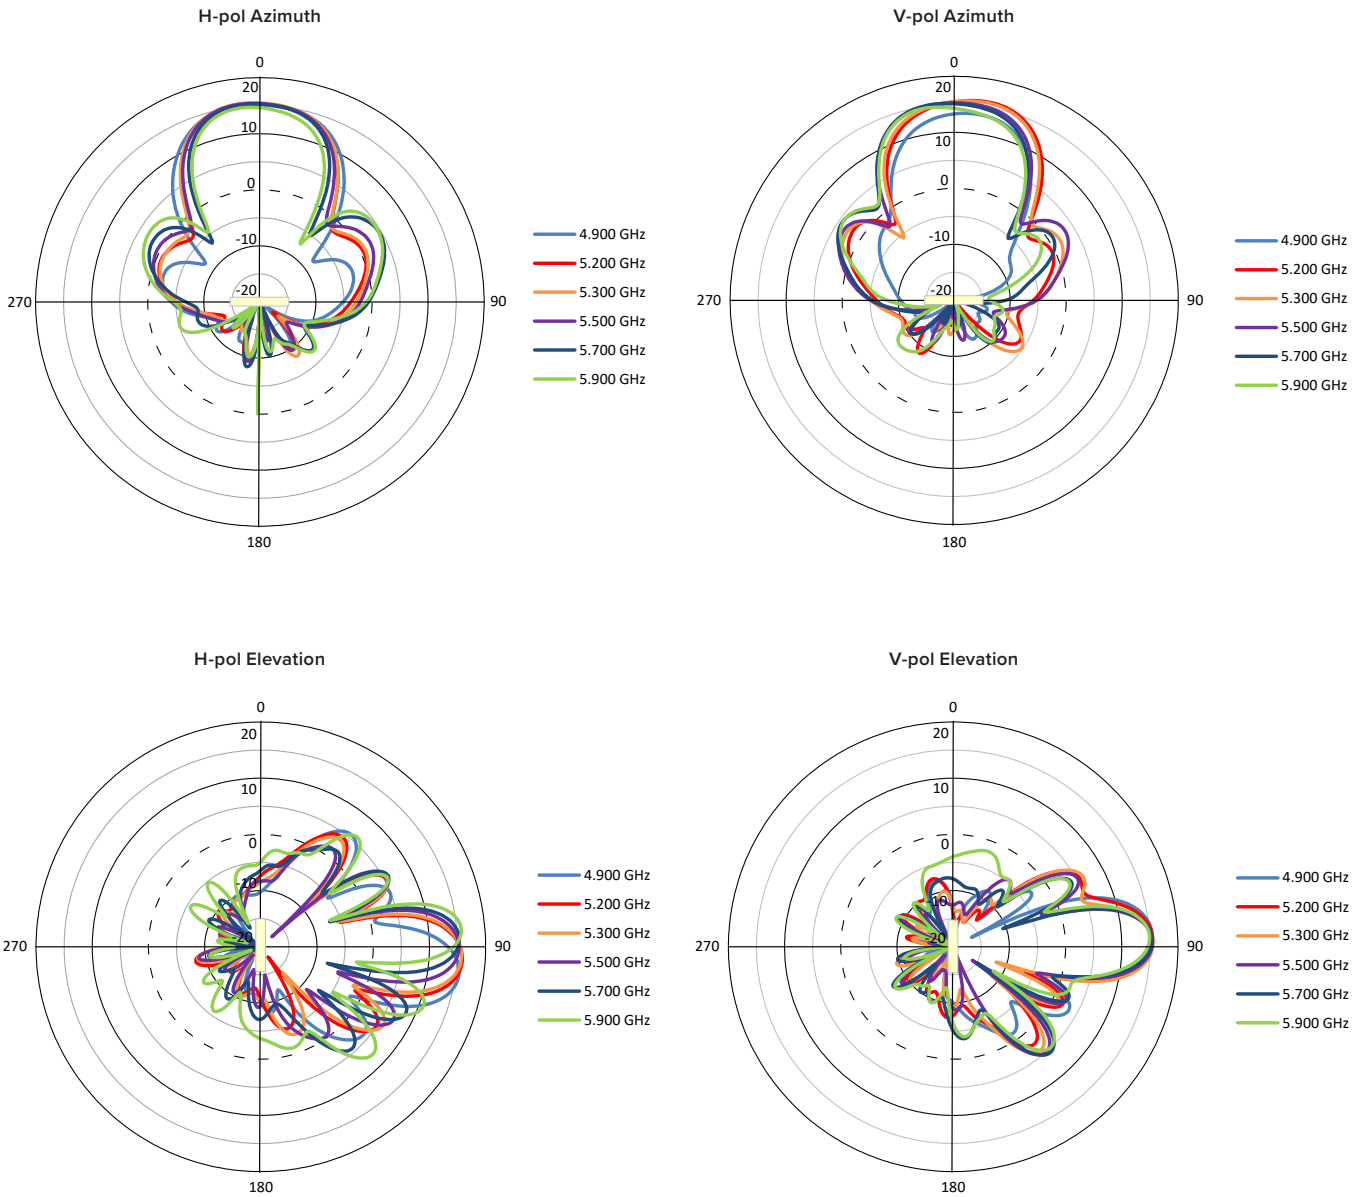 H-pol Azimuth
0
20
10
0
-10
-20
270
90
180
4.900 GHz
5.200 GHz
5.300 GHz
5.500 GHz
5.700 GHz
5.900 GHz
V-pol Azimuth
0
20
10
0
-10
-20
270
90
180
4.900 GHz
5.200 GHz
5.300 GHz
5.500 GHz
5.700 GHz
5.900 GHz
H-pol Elevation
0
20
10
0
-10
-20
270
90
180
4.900 GHz
5.200 GHz
5.300 GHz
5.500 GHz
5.700 GHz
5.900 GHz
V-pol Elevation
0
20
10
0
-10
-20
270
90
180
4.900 GHz
5.200 GHz
5.300 GHz
5.500 GHz
5.700 GHz
5.900 GHz